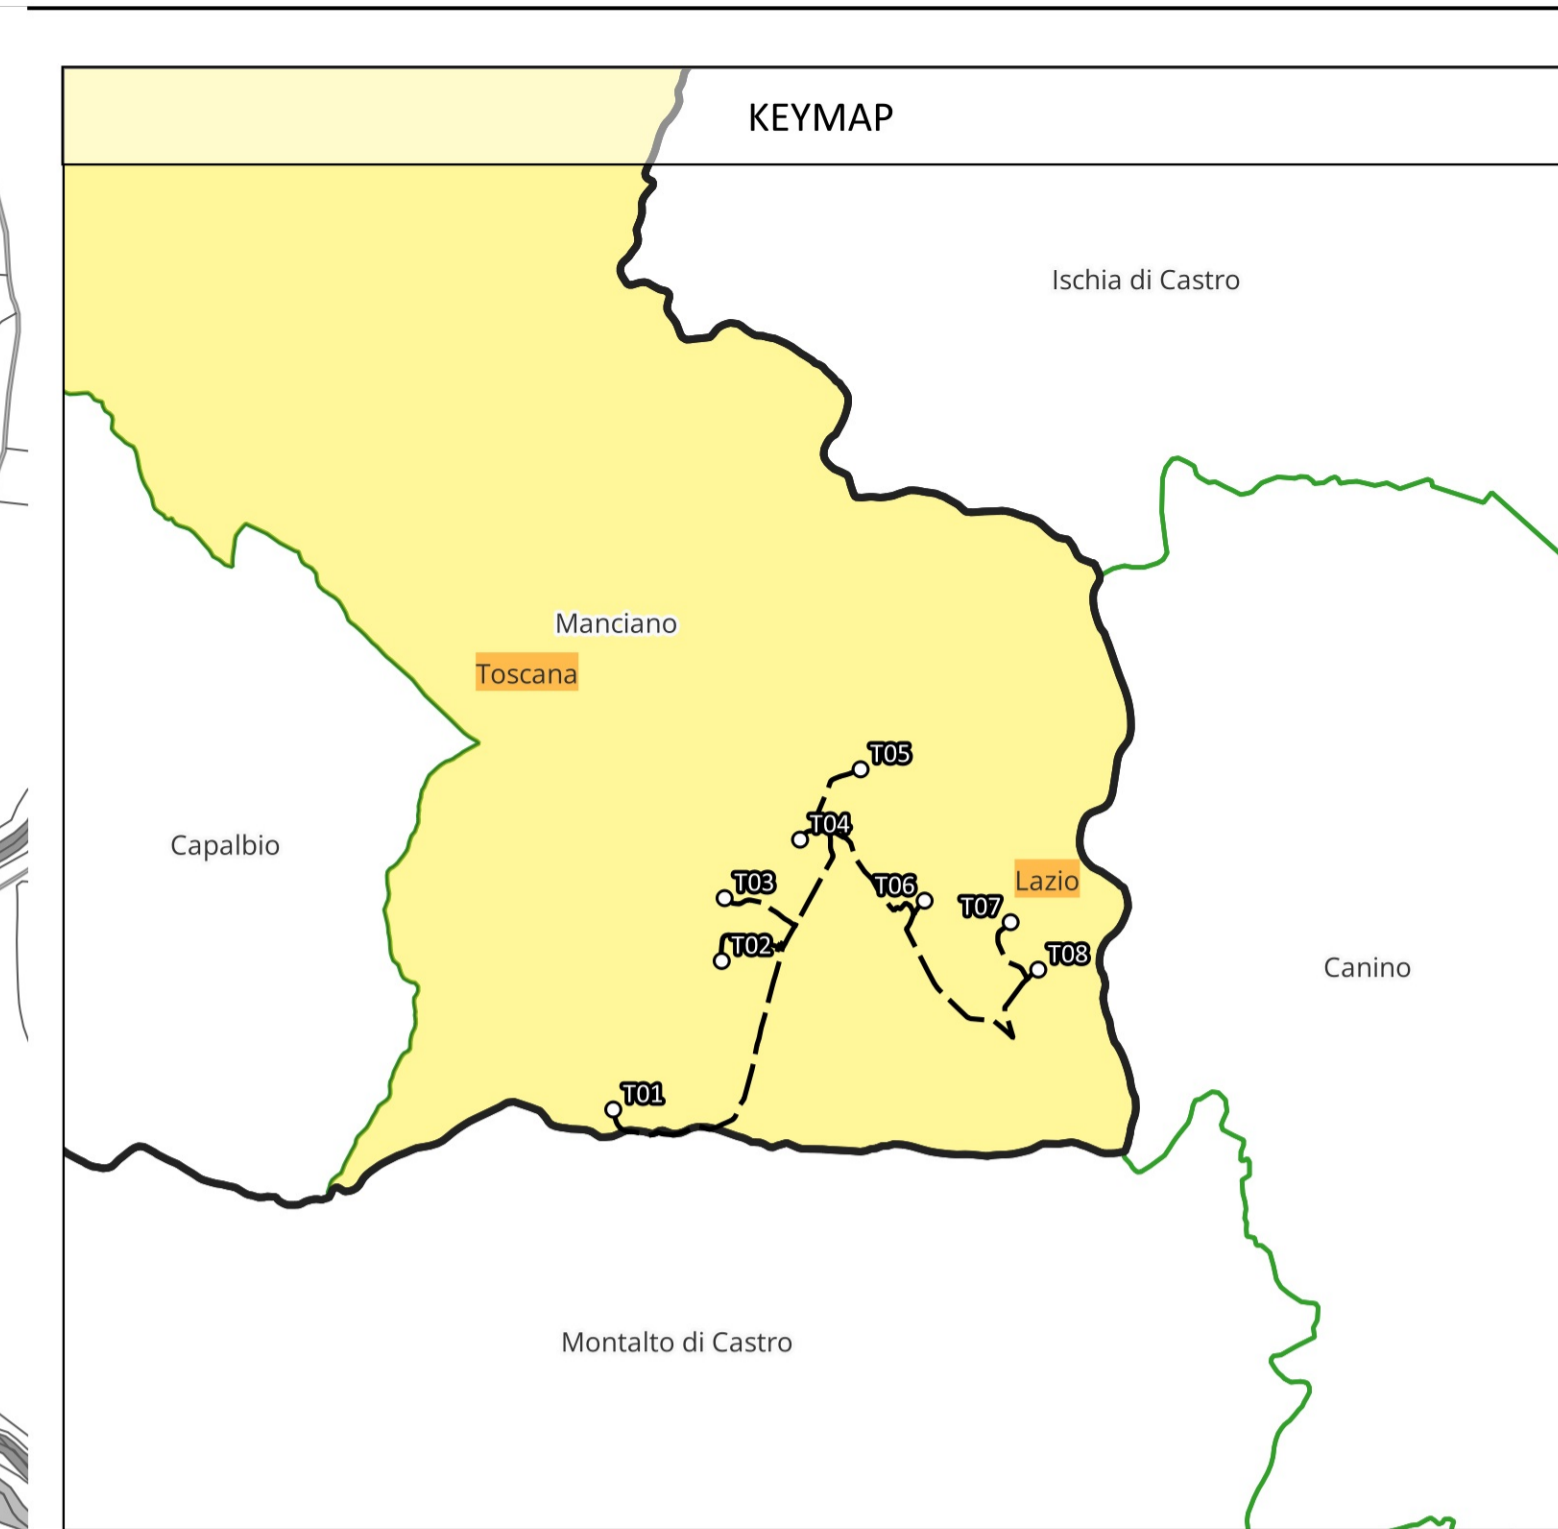 KEYMAP
Ischia di Castro
Manciano
Toscana
T05
T04
Capalbio
T03
T06
Lazio
T07
T02
T08
Canino
T01
Montalto di Castro